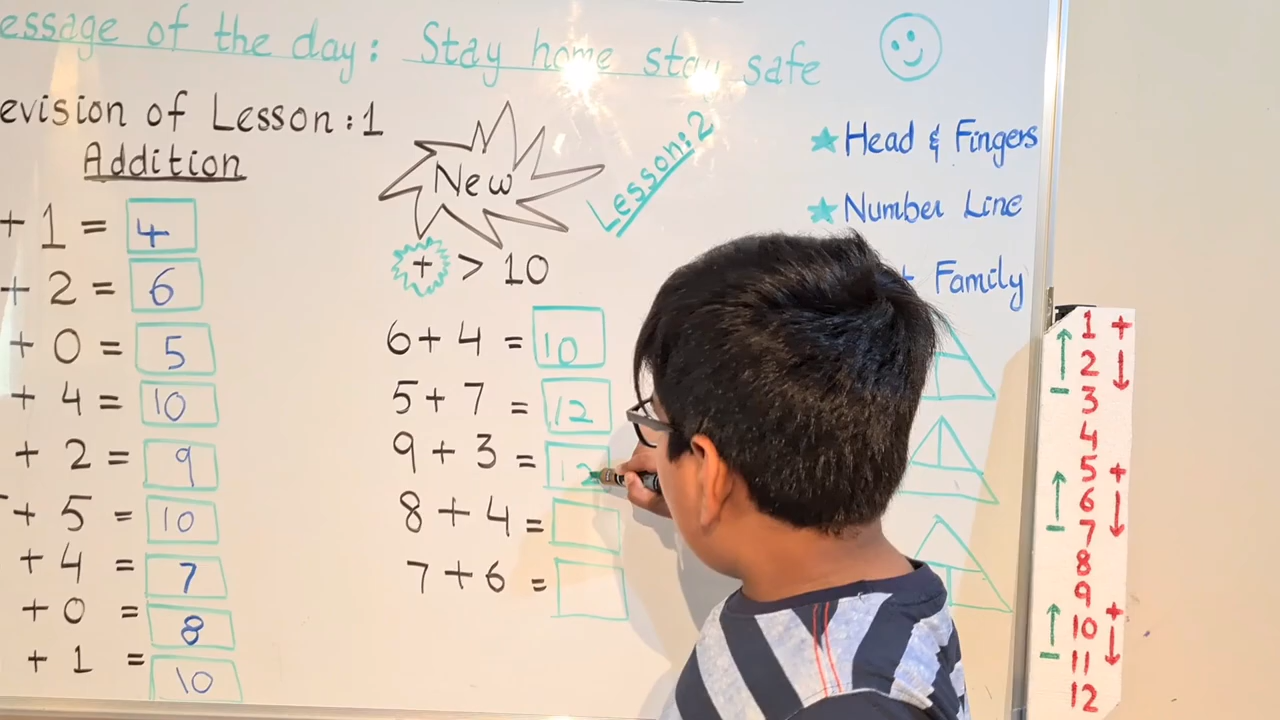 essage of the day: Stay home stay safe
evision of Lesson:1
Addition
+ 1 = 4
+ 2 = 6
+ 0 = 5
+ 4 = 10
+ 2 = 9
+ 5 = 10
+ 4 = 7
+ 0 = 8
+ 1 = 10
New
Lesson:2
+ > 10
6 + 4 = 10
5 + 7 = 12
9 + 3 = 12
8 + 4 =
7 + 6 =
Head & Fingers
Number Line
Family
1 +
2
- 3
4
5 +
6
- 7
8
9
10 +
- 11
12